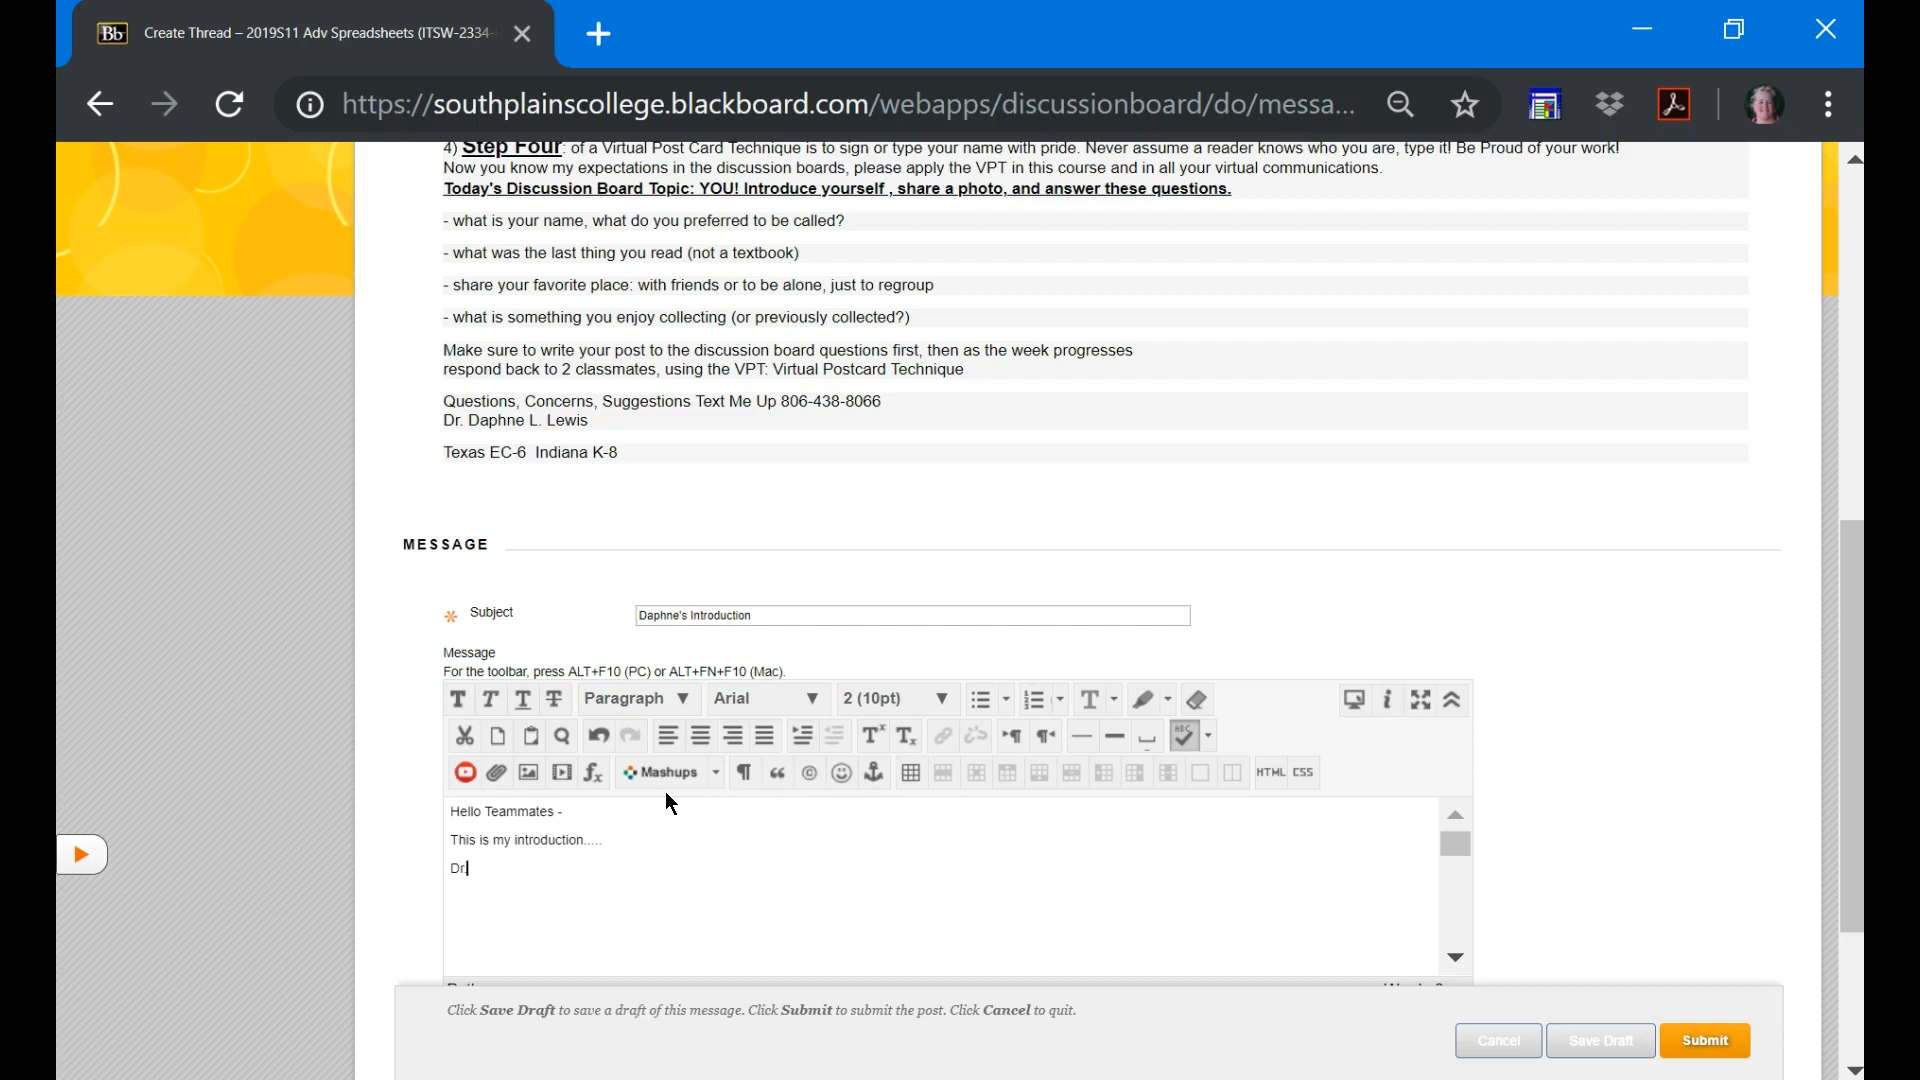 Bb Create Thread – 2019S11 Adv Spreadsheets (ITSW-2334-
https://southplainscollege.blackboard.com/webapps/discussionboard/do/messa...
4) Step Four: of a Virtual Post Card Technique is to sign or type your name with pride. Never assume a reader knows who you are, type it! Be Proud of your work!
Now you know my expectations in the discussion boards, please apply the VPT in this course and in all your virtual communications.
Today's Discussion Board Topic: YOU! Introduce yourself , share a photo, and answer these questions.
- what is your name, what do you preferred to be called?
- what was the last thing you read (not a textbook)
- share your favorite place: with friends or to be alone, just to regroup
- what is something you enjoy collecting (or previously collected?)
Make sure to write your post to the discussion board questions first, then as the week progresses
respond back to 2 classmates, using the VPT: Virtual Postcard Technique
Questions, Concerns, Suggestions Text Me Up 806-438-8066
Dr. Daphne L. Lewis
Texas EC-6 Indiana K-8
MESSAGE
Subject Daphne's Introduction
Message
For the toolbar, press ALT+F10 (PC) or ALT+FN+F10 (Mac).
T T T T Paragraph Arial 2 (10pt) T
ABC
Mashups HTML CSS
Hello Teammates -
This is my introduction.....
Dr.
Click Save Draft to save a draft of this message. Click Submit to submit the post. Click Cancel to quit.
Cancel Save Draft Submit